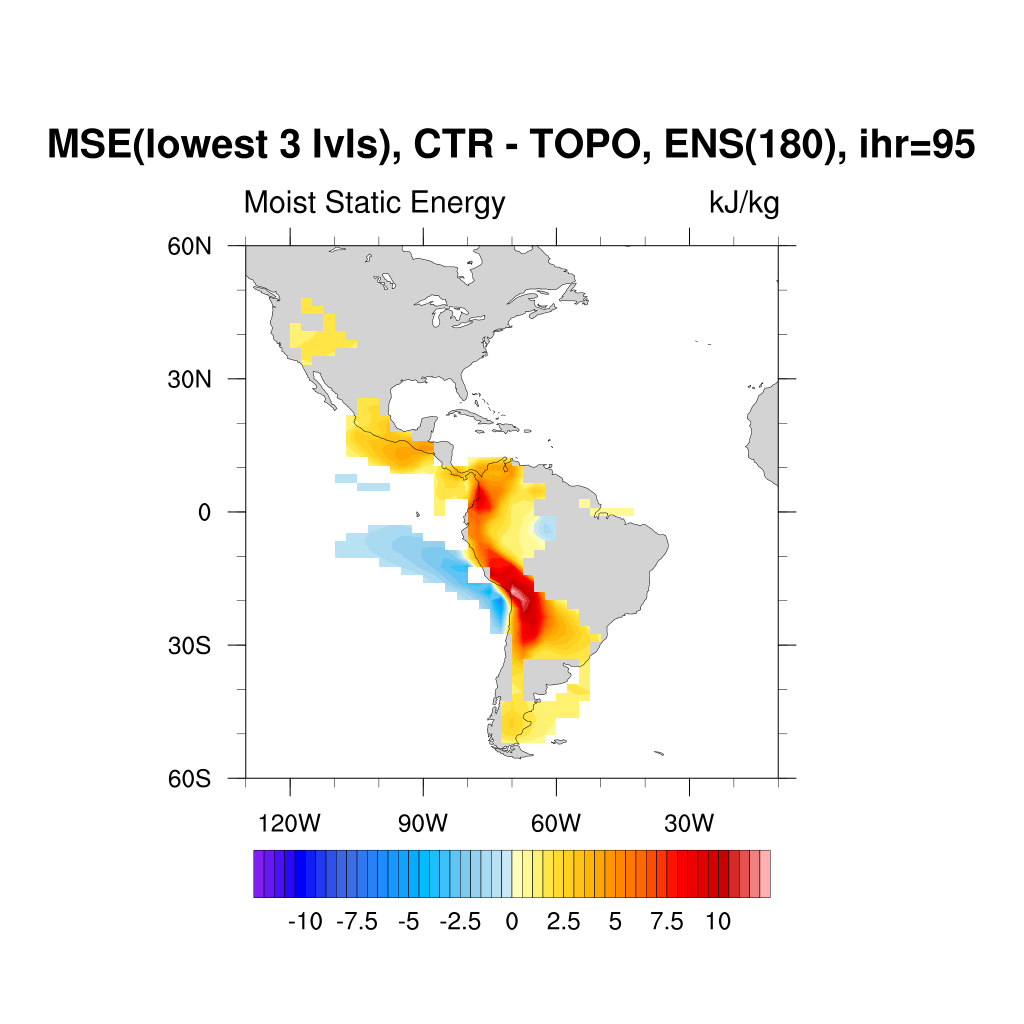 MSE(lowest 3 lvls), CTR - TOPO, ENS(180), ihr=95
Moist Static Energy kJ/kg
60N
30N
0
30S
60S
120W 90W 60W 30W
-10 -7.5 -5 -2.5 0 2.5 5 7.5 10